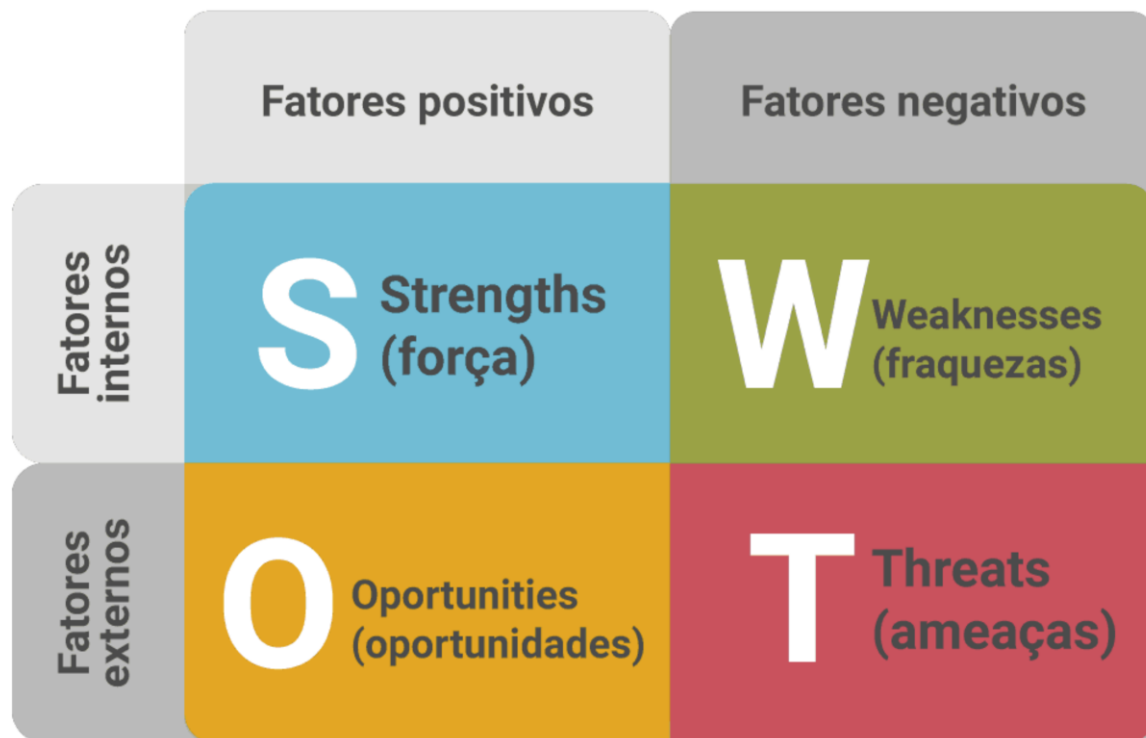 Fatores positivos
Fatores negativos
Fatores
internos
S
Strengths
(força)
W
Weaknesses
(fraquezas)
Fatores
externos
O
Oportunities
(oportunidades)
T
Threats
(ameaças)